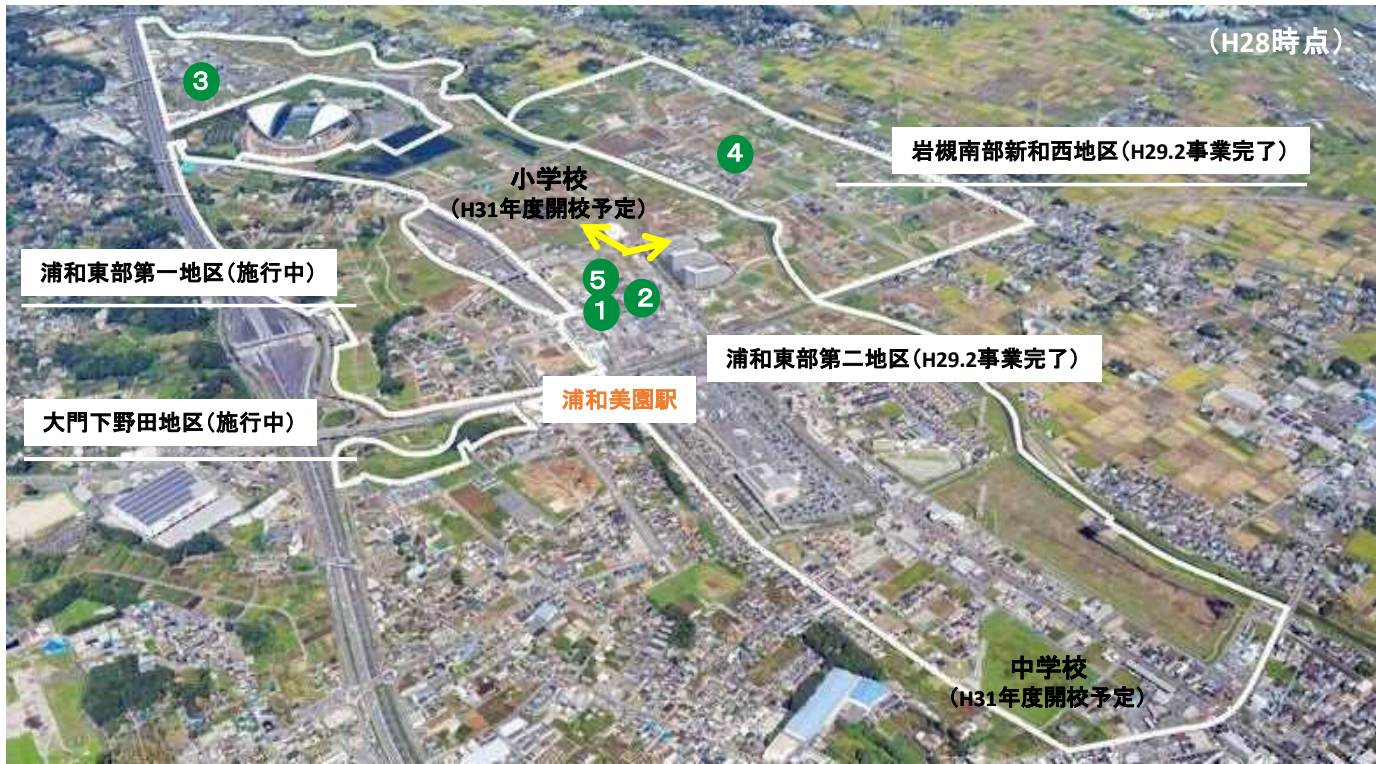 （H28時点）
3
4
岩槻南部新和西地区（H29.2事業完了）
小学校
（H31年度開校予定）
浦和東部第一地区（施行中）
5
2
1
浦和東部第二地区（H29.2事業完了）
浦和美園駅
大門下野田地区（施行中）
中学校
（H31年度開校予定）